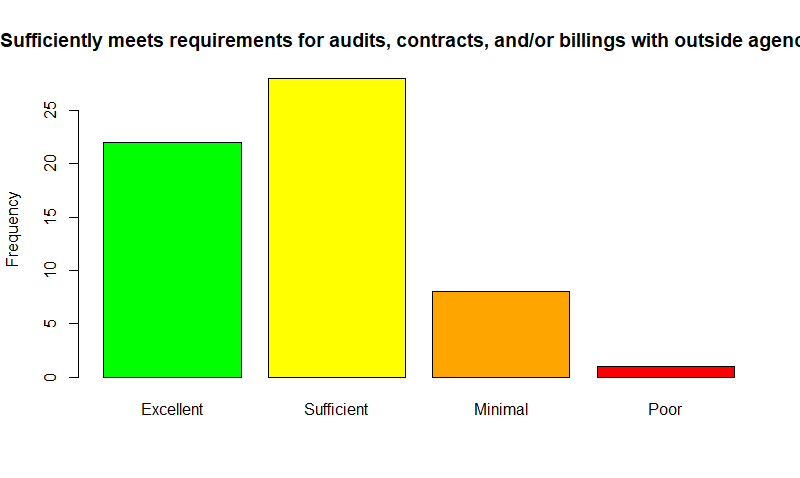 Sufficiently meets requirements for audits, contracts, and/or billings with outside agenc
Frequency
25
20
15
10
5
0
Excellent Sufficient Minimal Poor